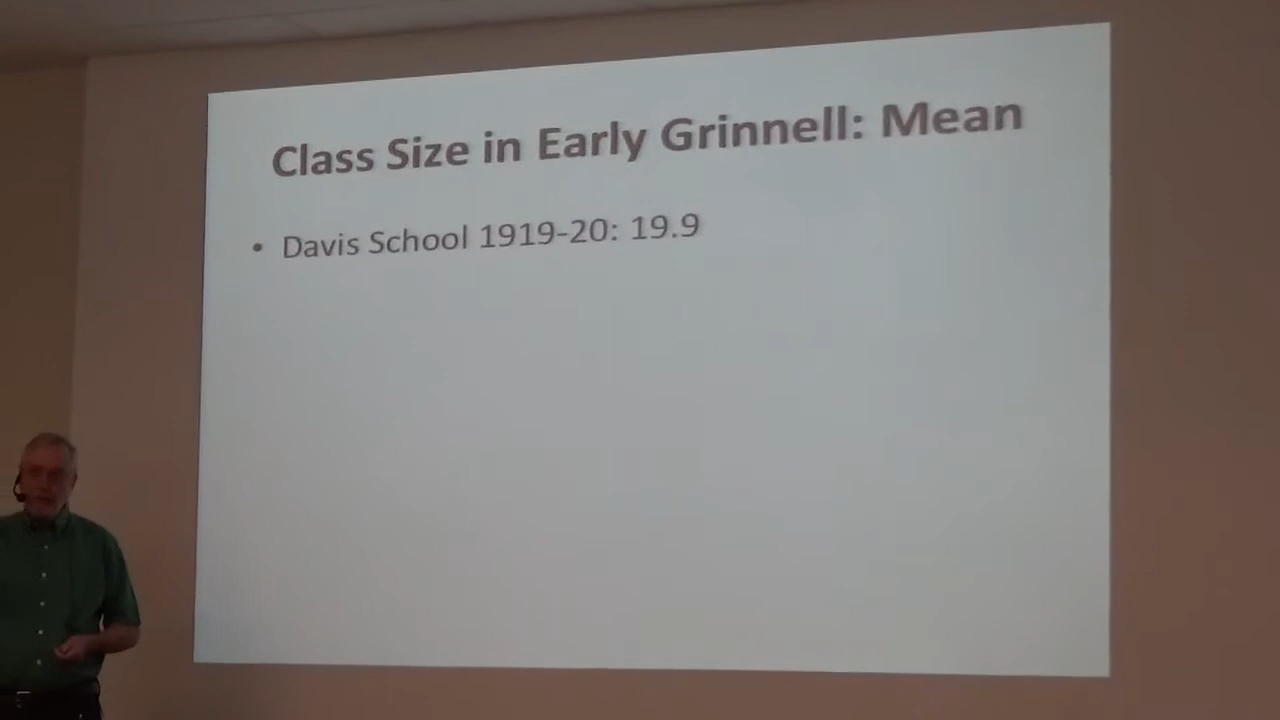 Class Size in Early Grinnell: Mean
• Davis School 1919-20: 19.9